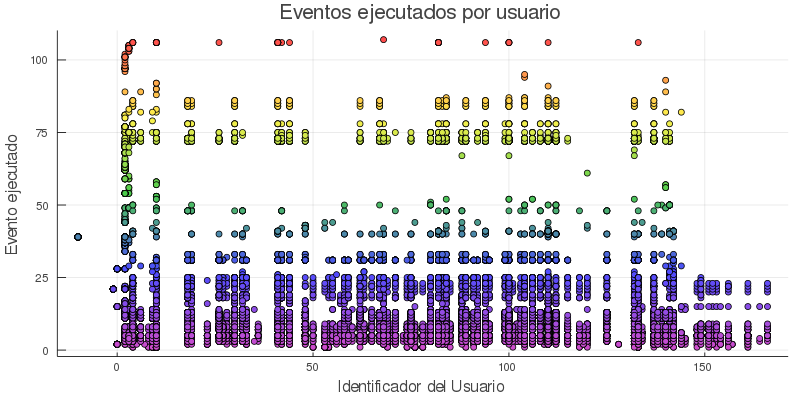 Eventos ejecutados por usuario
Evento ejecutado
100
75
50
25
0
0 50 100 150
Identificador del Usuario